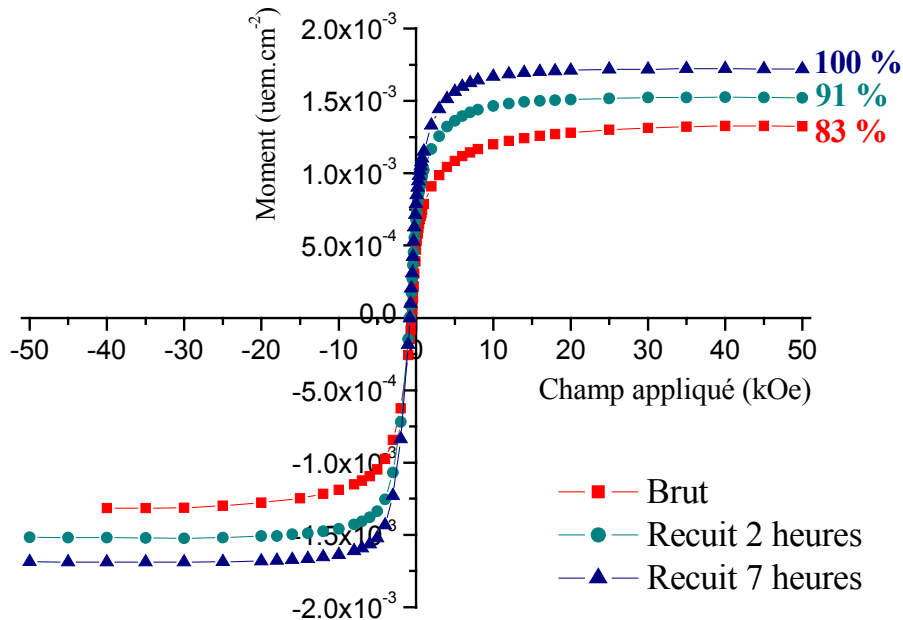 2.0x10⁻³
1.5x10⁻³
1.0x10⁻³
5.0x10⁻⁴
0.0
-5.0x10⁻⁴
-1.0x10⁻³
-1.5x10⁻³
-2.0x10⁻³
Moment (uem.cm⁻²)
100 %
91 %
83 %
-50 -40 -30 -20 -10 0 10 20 30 40 50
Champ appliqué (kOe)
Brut
Recuit 2 heures
Recuit 7 heures